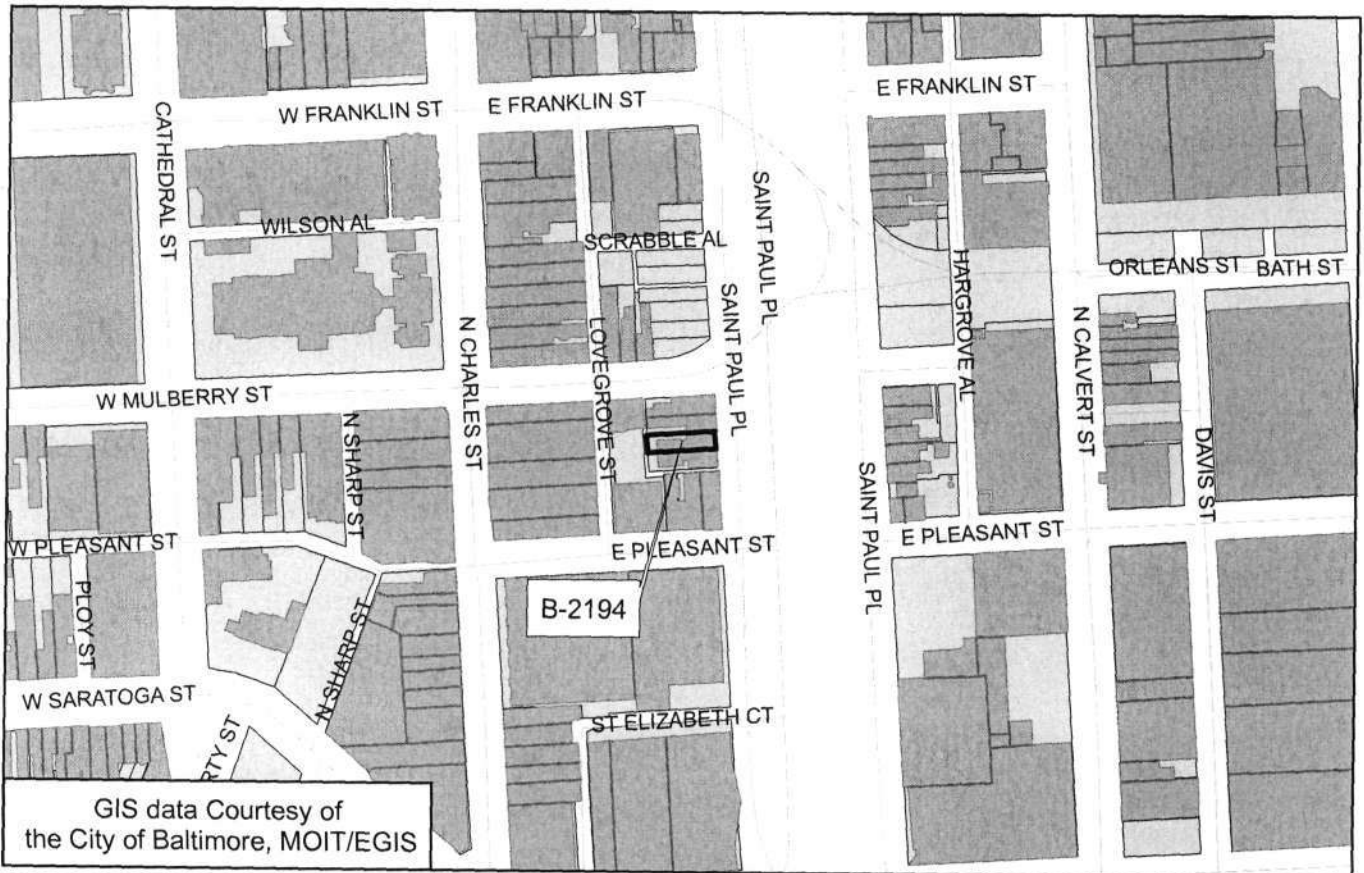 W FRANKLIN ST
E FRANKLIN ST
E FRANKLIN ST
CATHEDRAL ST
WILSON AL
SCRABBLE AL
SAINT PAUL PL
SAINT PAUL PL
HARGROVE AL
ORLEANS ST
BATH ST
N CHARLES ST
LOVEGROVE ST
N CALVERT ST
W MULBERRY ST
N SHARP ST
DAVIS ST
SAINT PAUL PL
W PLEASANT ST
E PLEASANT ST
E PLEASANT ST
PLOY ST
B-2194
N SHARP ST
W SARATOGA ST
ST ELIZABETH CT
RTY ST
GIS data Courtesy of
the City of Baltimore, MOIT/EGIS